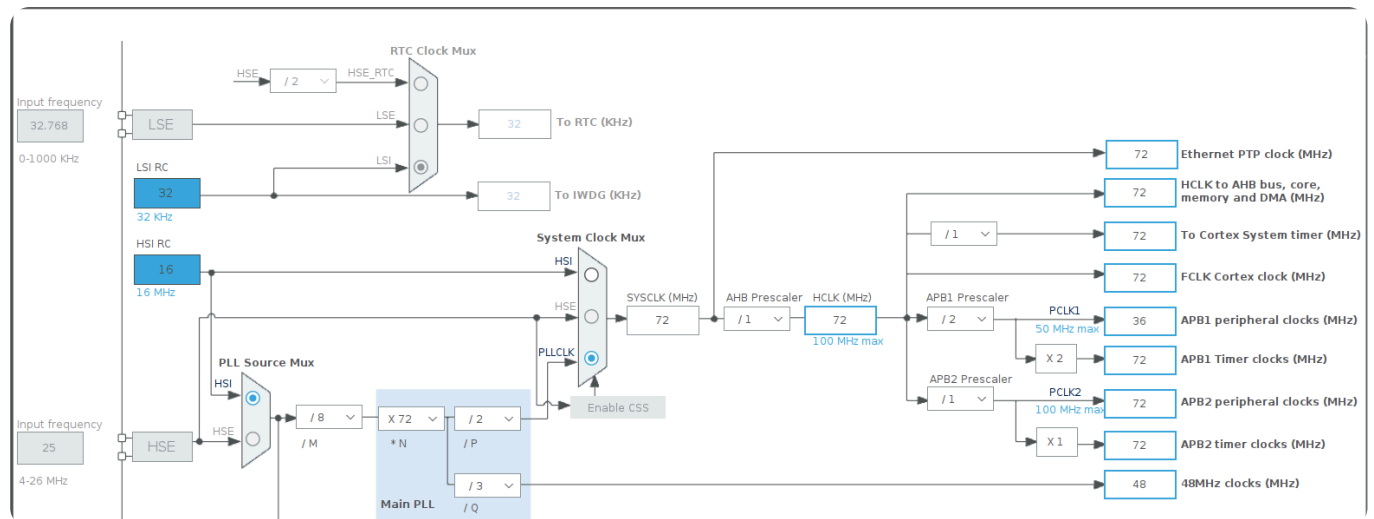 RTC Clock Mux
HSE
/ 2
HSE_RTC
Input frequency
32.768
LSE
LSE
32
To RTC (KHz)
0-1000 KHz
LSI RC
LSI
32
32
To IWDG (KHz)
32 KHz
72
Ethernet PTP clock (MHz)
72
HCLK to AHB bus, core,
memory and DMA (MHz)
HSI RC
System Clock Mux
/ 1
72
To Cortex System timer (MHz)
16
HSI
16 MHz
72
FCLK Cortex clock (MHz)
SYSCLK (MHz)
AHB Prescaler
HCLK (MHz)
APB1 Prescaler
HSE
72
/ 1
72
/ 2
PCLK1
36
APB1 peripheral clocks (MHz)
50 MHz max
100 MHz max
PLLCLK
X 2
72
APB1 Timer clocks (MHz)
PLL Source Mux
APB2 Prescaler
HSI
/ 1
PCLK2
72
APB2 peripheral clocks (MHz)
100 MHz max
Enable CSS
/ 8
X 72
/ 2
Input frequency
HSE
/ M
* N
/ P
X 1
72
APB2 timer clocks (MHz)
25
HSE
4-26 MHz
/ 3
48
48MHz clocks (MHz)
Main PLL
/ Q